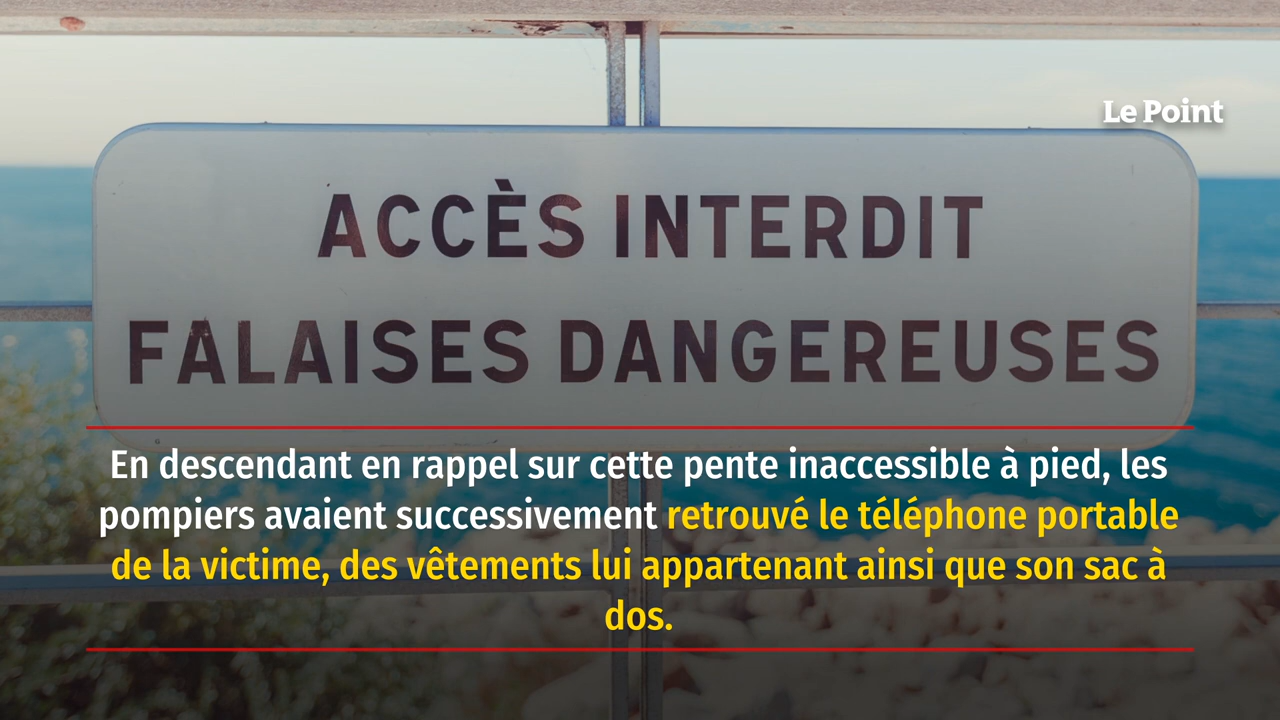 Le Point
ACCÈS INTERDIT
FALAISES DANGEREUSES
En descendant en rappel sur cette pente inaccessible à pied, les
pompiers avaient successivement retrouvé le téléphone portable
de la victime, des vêtements lui appartenant ainsi que son sac à
dos.